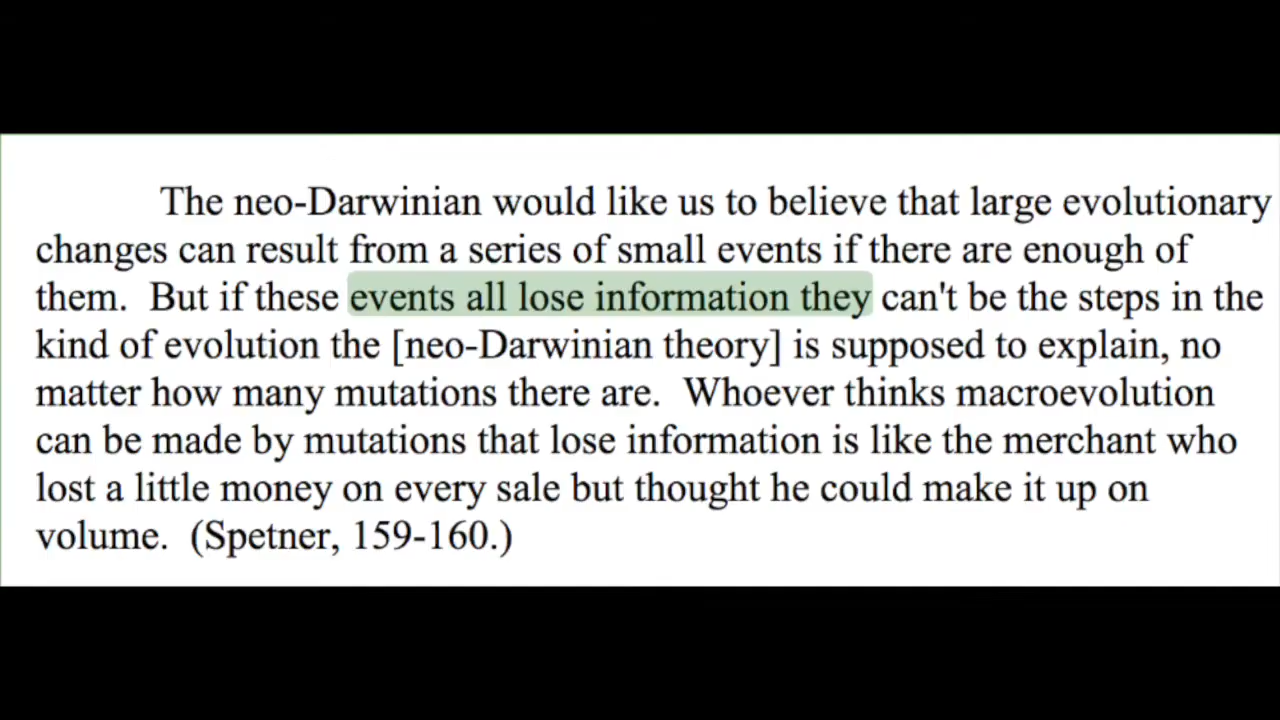 The neo-Darwinian would like us to believe that large evolutionary
changes can result from a series of small events if there are enough of
them.  But if these events all lose information they can't be the steps in the
kind of evolution the [neo-Darwinian theory] is supposed to explain, no
matter how many mutations there are.  Whoever thinks macroevolution
can be made by mutations that lose information is like the merchant who
lost a little money on every sale but thought he could make it up on
volume.  (Spetner, 159-160.)